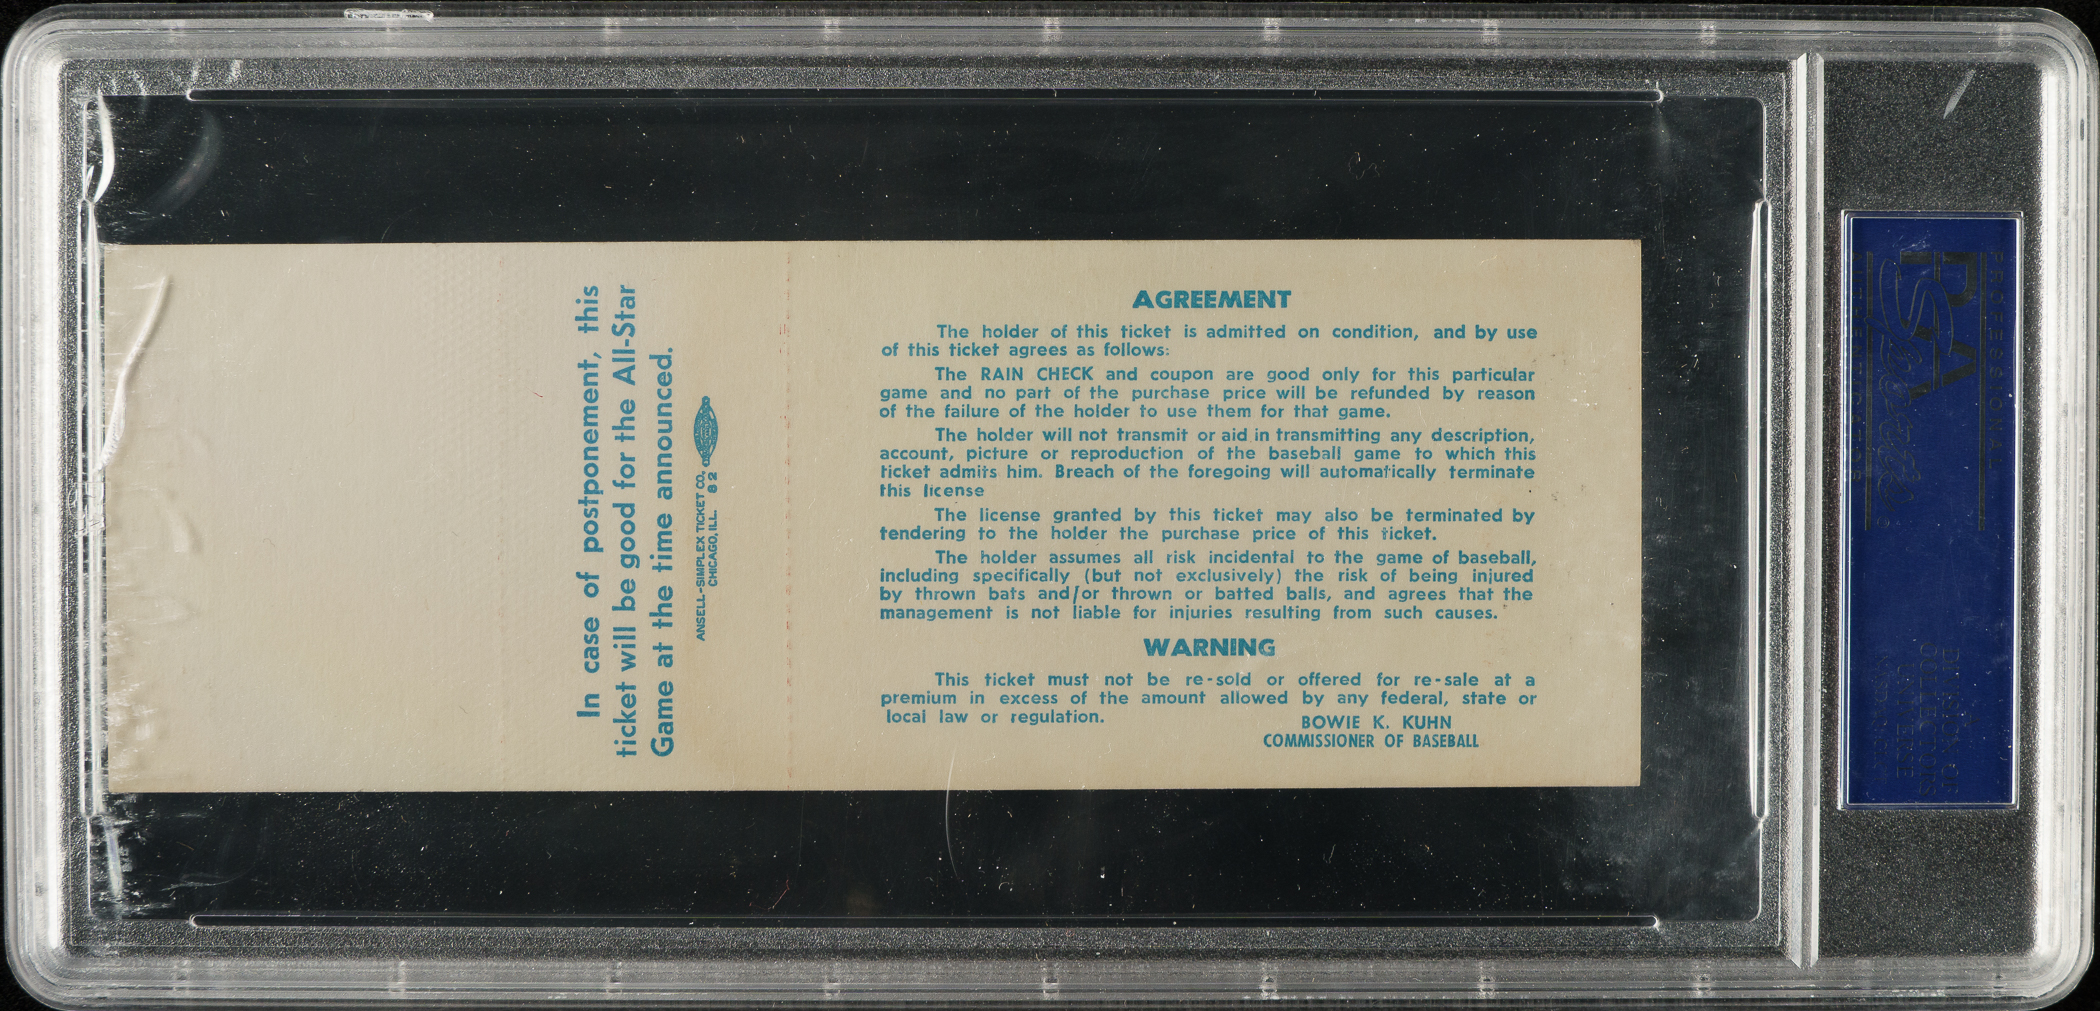 In case of postponement, this
ticket will be good for the All-Star
Game at the time announced.
ANSELL-SIMPLEX TICKET CO.
CHICAGO, ILL. 82
AGREEMENT
The holder of this ticket is admitted on condition, and by use
of this ticket agrees as follows:
The RAIN CHECK and coupon are good only for this particular
game and no part of the purchase price will be refunded by reason
of the failure of the holder to use them for that game.
The holder will not transmit or aid in transmitting any description,
account, picture or reproduction of the baseball game to which this
ticket admits him. Breach of the foregoing will automatically terminate
this license
The license granted by this ticket may also be terminated by
tendering to the holder the purchase price of this ticket.
The holder assumes all risk incidental to the game of baseball,
including specifically (but not exclusively) the risk of being injured
by thrown bats and/or thrown or batted balls, and agrees that the
management is not liable for injuries resulting from such causes.
WARNING
This ticket must not be re-sold or offered for re-sale at a
premium in excess of the amount allowed by any federal, state or
local law or regulation.
BOWIE K. KUHN
COMMISSIONER OF BASEBALL
PROFESSIONAL
PSA
DIVISION OF
COLLECTORS
UNIVERSE